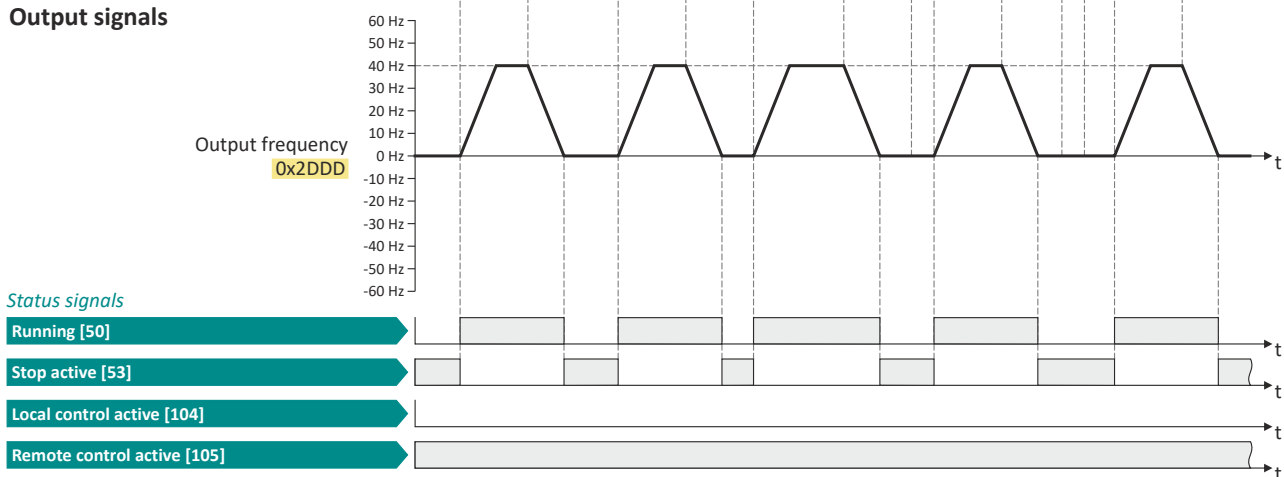 Output signals
60 Hz
50 Hz
40 Hz
30 Hz
20 Hz
10 Hz
0 Hz
-10 Hz
-20 Hz
-30 Hz
-40 Hz
-50 Hz
-60 Hz
Output frequency
0x2DDD
t
Status signals
Running [50]
t
Stop active [53]
t
Local control active [104]
t
Remote control active [105]
t